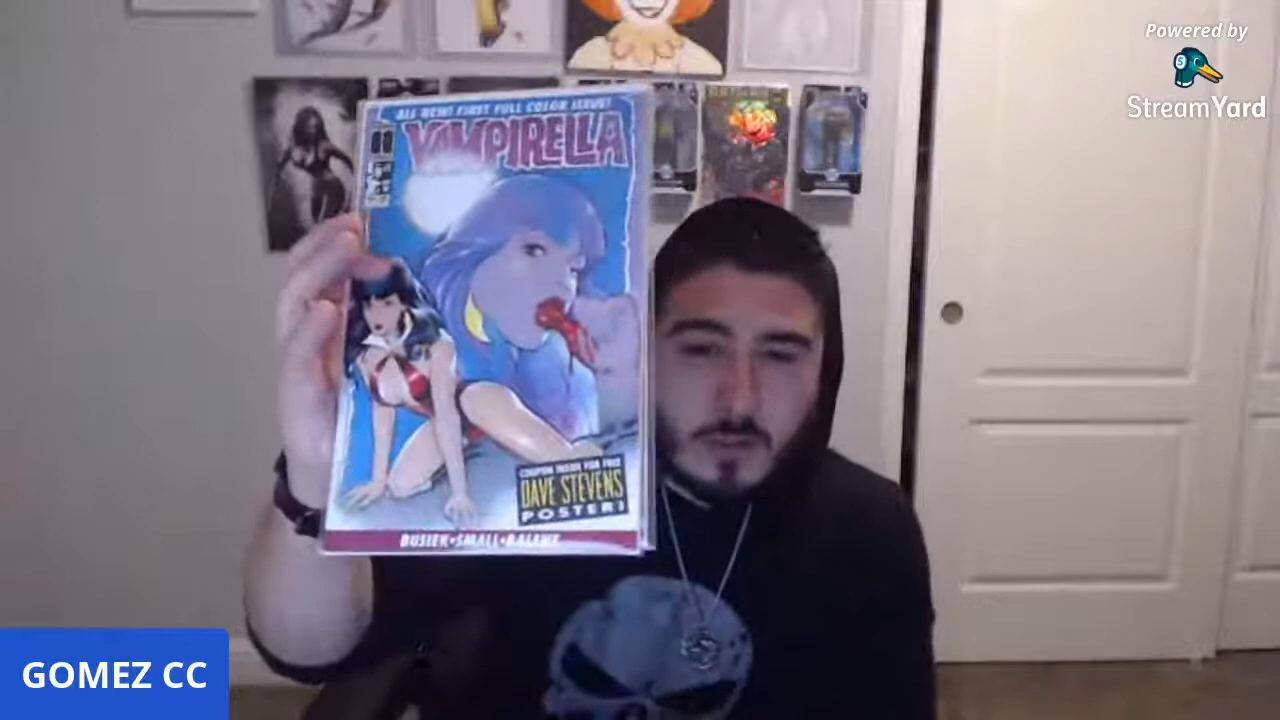 Powered by
StreamYard
ALL NEW! FIRST FULL COLOR ISSUE!
VAMPIRELLA
COUPON INSIDE FOR FREE
DAVE STEVENS
POSTER!
BUSIEK•SMALL•BALENT
GOMEZ CC